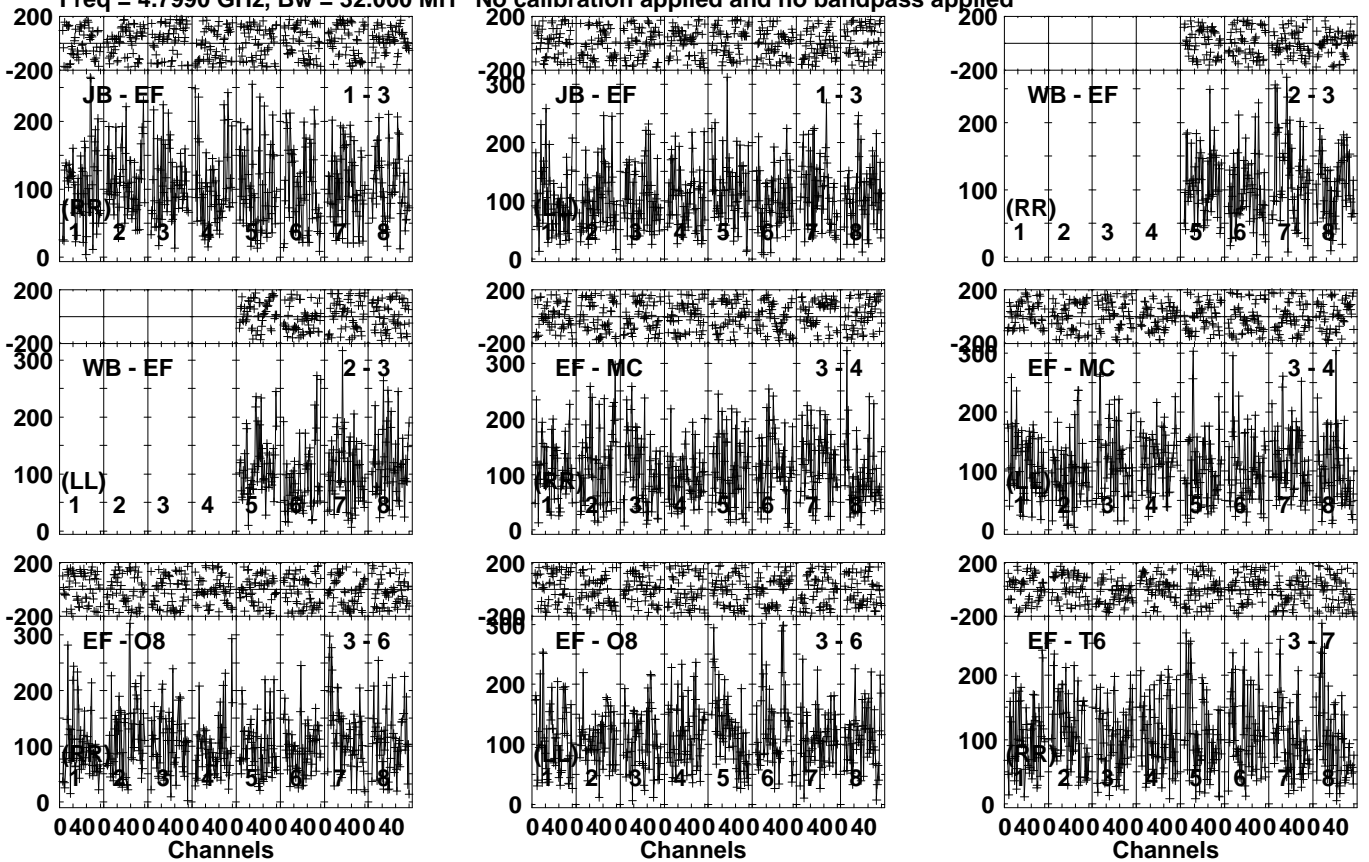 Freq = 4.7990 GHz, Bw = 32.000 MH No calibration applied and no bandpass applied
200 200 200
-200 -200 -200
300
JB - EF 1 - 3 JB - EF 1 - 3 WB - EF 2 - 3
200 200 200
100 100 100
(RR) (LL) (RR)
1 2 3 4 5 6 7 8 1 2 3 4 5 6 7 8 1 2 3 4 5 6 7 8
0 0 0
200 200 200
-200 -200 -200
300 300 300
WB - EF 2 - 3 EF - MC 3 - 4 EF - MC 3 - 4
200 200 200
100 100 100
(LL) (RR) (LL)
1 2 3 4 5 6 7 8 1 2 3 4 5 6 7 8 1 2 3 4 5 6 7 8
0 0 0
200 200 200
-200 -200 -200
300 300
EF - O8 3 - 6 EF - O8 3 - 6 EF - T6 3 - 7
200 200 200
100 100 100
(RR) (LL) (RR)
1 2 3 4 5 6 7 8 1 2 3 4 5 6 7 8 1 2 3 4 5 6 7 8
0 0 0
0 40 0 40 0 40 0 40 0 40 0 40 0 40 0 40 0 40 0 40 0 40 0 40 0 40 0 40 0 40 0 40 0 40 0 40 0 40 0 40 0 40 0 40 0 40 0 40
Channels Channels Channels